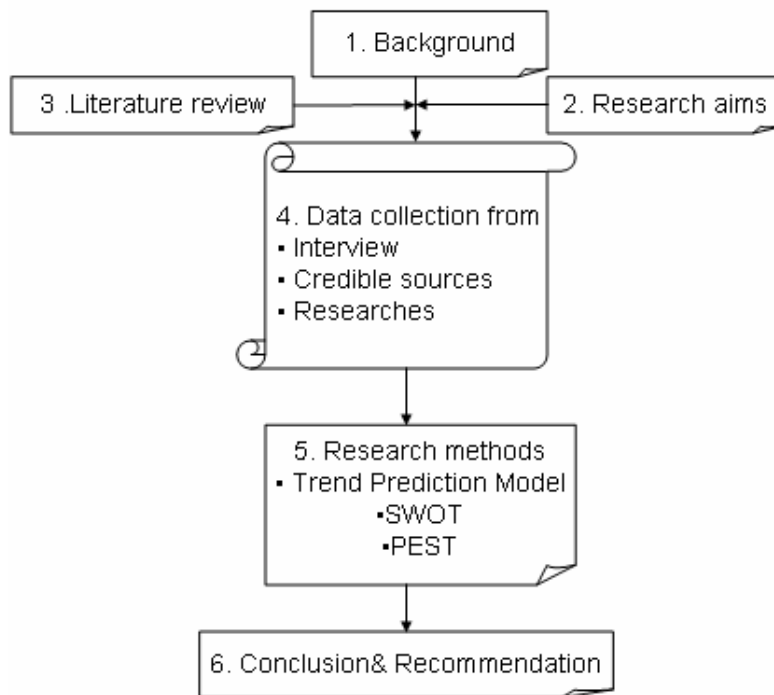 1. Background
3 .Literature review
2. Research aims
4. Data collection from
▪ Interview
▪ Credible sources
▪ Researches
5. Research methods
▪ Trend Prediction Model
▪SWOT
▪PEST
6. Conclusion& Recommendation